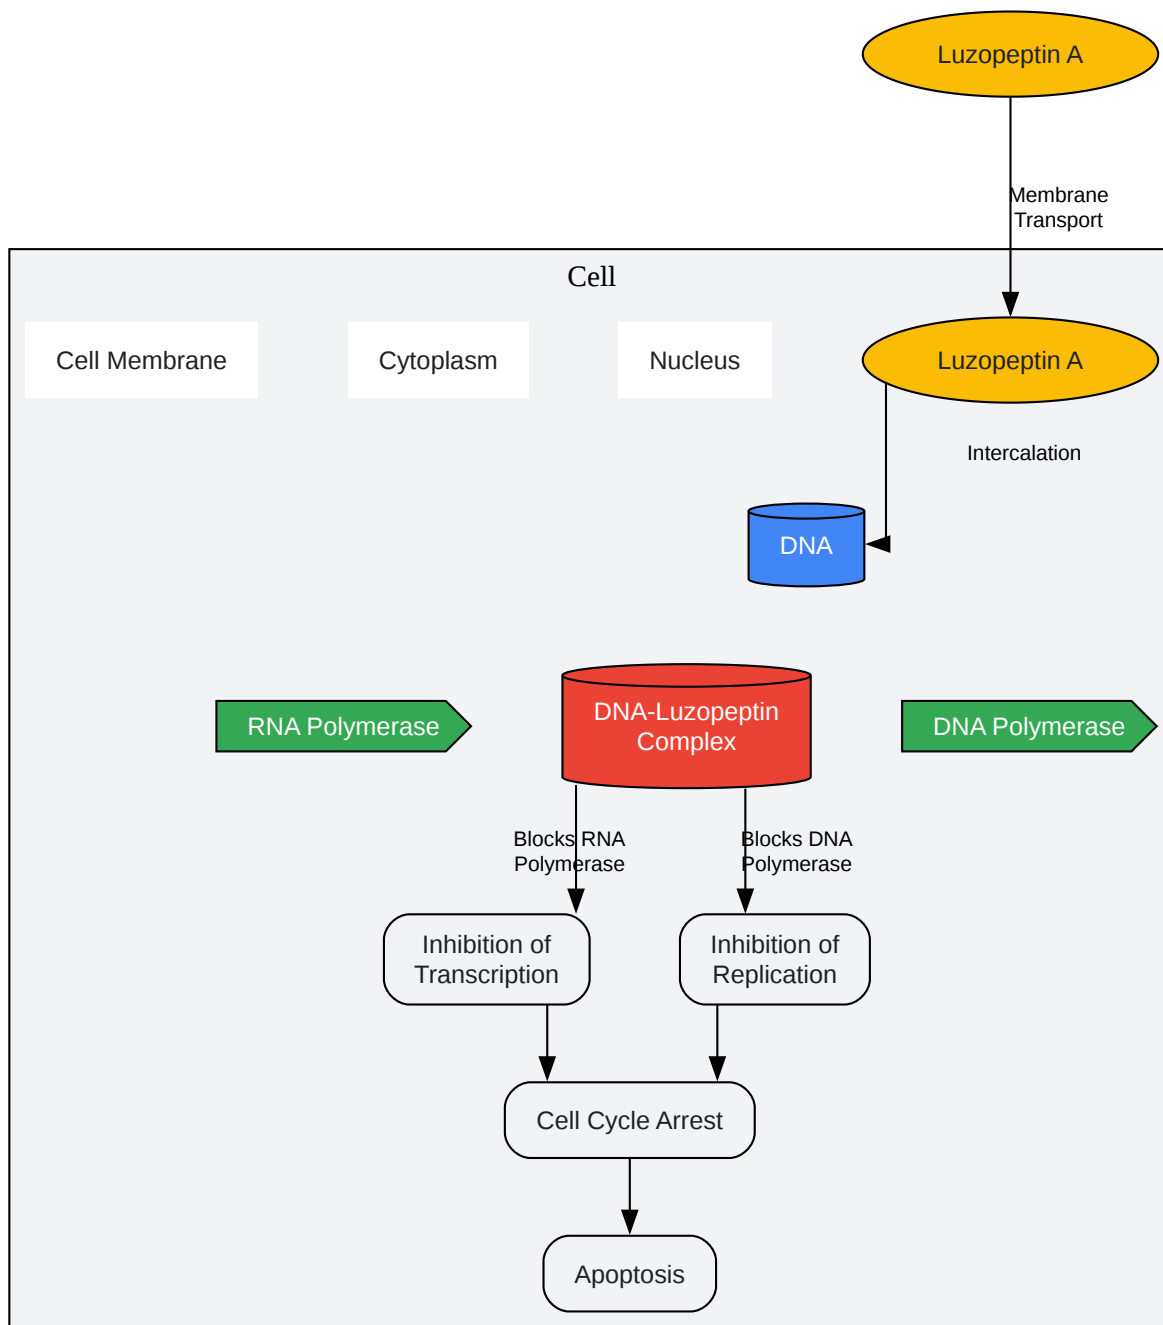 Luzopeptin A
Membrane
Transport
Cell
Cell Membrane
Cytoplasm
Nucleus
Luzopeptin A
Intercalation
DNA
RNA Polymerase
DNA-Luzopeptin
Complex
DNA Polymerase
Blocks RNA
Polymerase
Blocks DNA
Polymerase
Inhibition of
Transcription
Inhibition of
Replication
Cell Cycle Arrest
Apoptosis